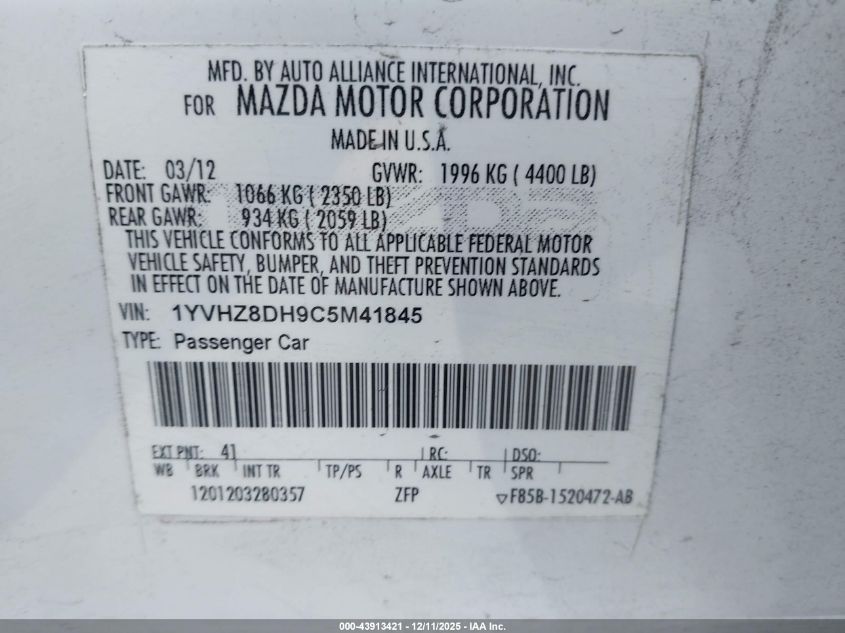 MFD. BY AUTO ALLIANCE INTERNATIONAL, INC.
FOR MAZDA MOTOR CORPORATION
MADE IN U.S.A.
DATE: 03/12 GVWR: 1996 KG ( 4400 LB)
FRONT GAWR: 1066 KG ( 2350 LB)
REAR GAWR: 934 KG ( 2059 LB)
THIS VEHICLE CONFORMS TO ALL APPLICABLE FEDERAL MOTOR
VEHICLE SAFETY, BUMPER, AND THEFT PREVENTION STANDARDS
IN EFFECT ON THE DATE OF MANUFACTURE SHOWN ABOVE.
VIN: 1YVHZ8DH9C5M41845
TYPE: Passenger Car
EXT PNT: 41 RC: DSO:
WB BRK INT TR TP/PS R AXLE TR SPR
1201203280357 ZFP ▽F85B-1520472-AB
000-43913421 - 12/11/2025 - IAA Inc.